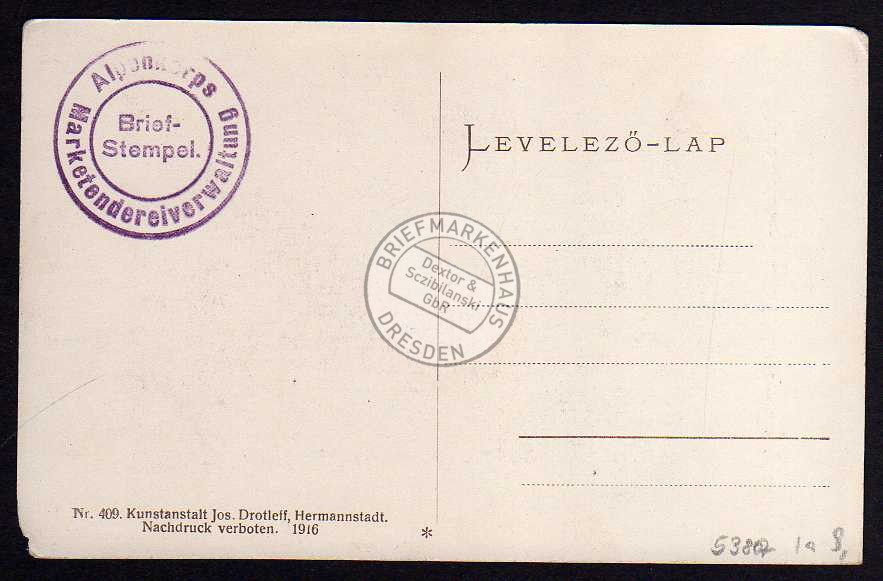 Alpenkorps
Marketendereiverwaltung
Brief-
Stempel.
LEVELEZŐ-LAP
BRIEFMARKENHAUS
Dextor &
Sczibilanski
GbR
DRESDEN
Nr. 409. Kunstanstalt Jos. Drotleff, Hermannstadt.
Nachdruck verboten. 1916
*